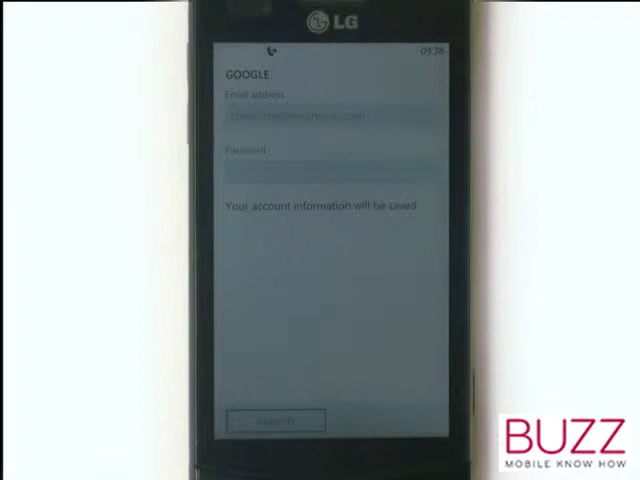 LG
09:38
GOOGLE
Email address
Password
Your account information will be saved
BUZZ
MOBILE KNOW HOW